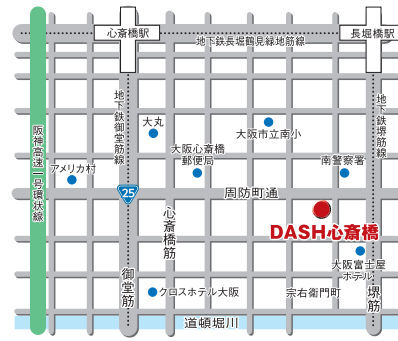 心斎橋駅
長堀橋駅
地下鉄長堀鶴見緑地筋線
地下鉄御堂筋線
地下鉄堺筋線
大丸
大阪市立南小
阪神高速一号環状線
大阪心斎橋
郵便局
アメリカ村
南警察署
25
周防町通
心斎橋筋
DASH心斎橋
大阪富士屋
ホテル
御堂筋
クロスホテル大阪
宗右衛門町
堺筋
道頓堀川